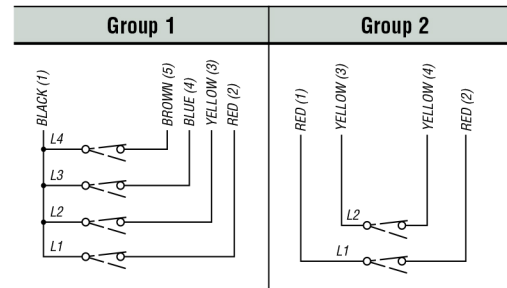 Group 1
Group 2
BLACK (1)
BROWN (5)
BLUE (4)
YELLOW (3)
RED (2)
L4
L3
L2
L1
RED (1)
YELLOW (3)
YELLOW (4)
RED (2)
L2
L1